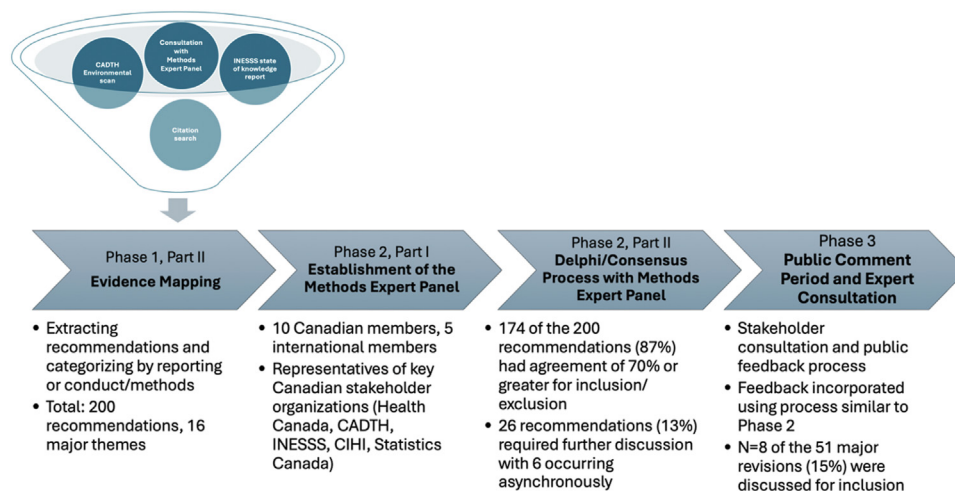 Consultation
with
Methods
Expert Panel
CADTH
Environmental
scan
INESSS state of
knowledge
report
Citation
search
Phase 1, Part II
Evidence Mapping
• Extracting
recommendations and
categorizing by reporting
or conduct/methods
• Total: 200
recommendations, 16
major themes
Phase 2, Part I
Establishment of the
Methods Expert Panel
• 10 Canadian members, 5
international members
• Representatives of key
Canadian stakeholder
organizations (Health
Canada, CADTH,
INESSS, CIHI, Statistics
Canada)
Phase 2, Part II
Delphi/Consensus
Process with Methods
Expert Panel
• 174 of the 200
recommendations (87%)
had agreement of 70% or
greater for inclusion/
exclusion
• 26 recommendations (13%)
required further discussion
with 6 occurring
asynchronously
Phase 3
Public Comment
Period and Expert
Consultation
• Stakeholder
consultation and public
feedback process
• Feedback incorporated
using process similar to
Phase 2
• N=8 of the 51 major
revisions (15%) were
discussed for inclusion